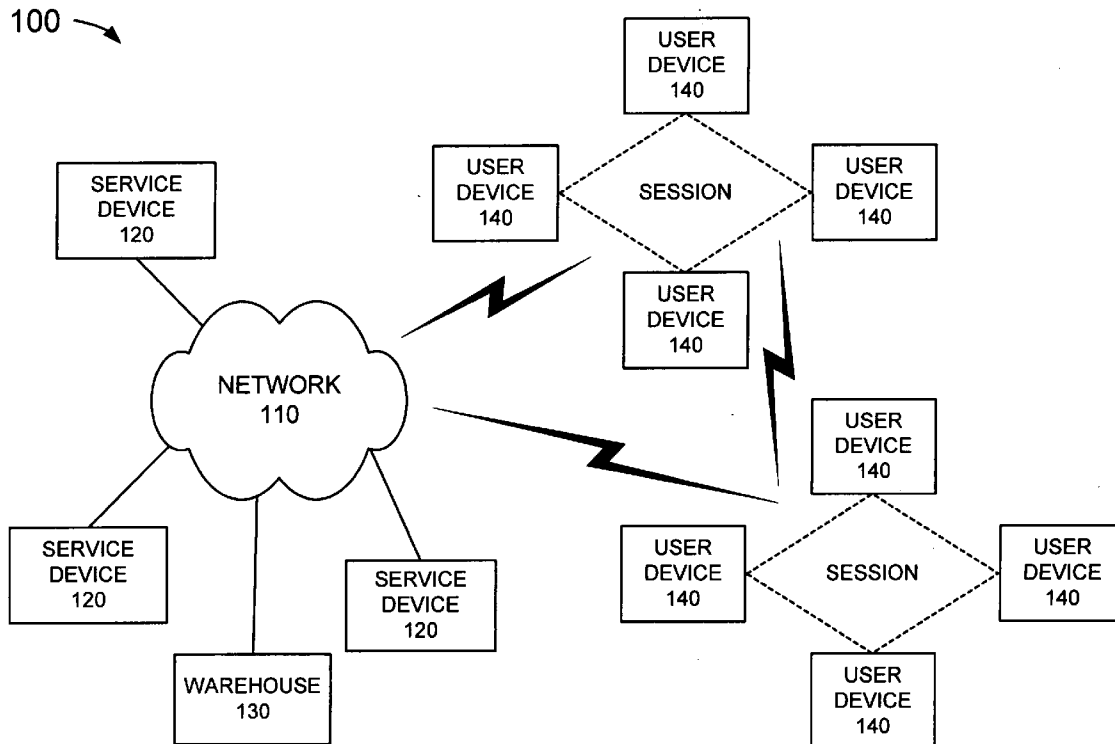 100
USER
DEVICE
140
USER
DEVICE
140
SESSION
USER
DEVICE
140
SERVICE
DEVICE
120
USER
DEVICE
140
NETWORK
110
USER
DEVICE
140
SERVICE
DEVICE
120
SERVICE
DEVICE
120
USER
DEVICE
140
SESSION
USER
DEVICE
140
WAREHOUSE
130
USER
DEVICE
140